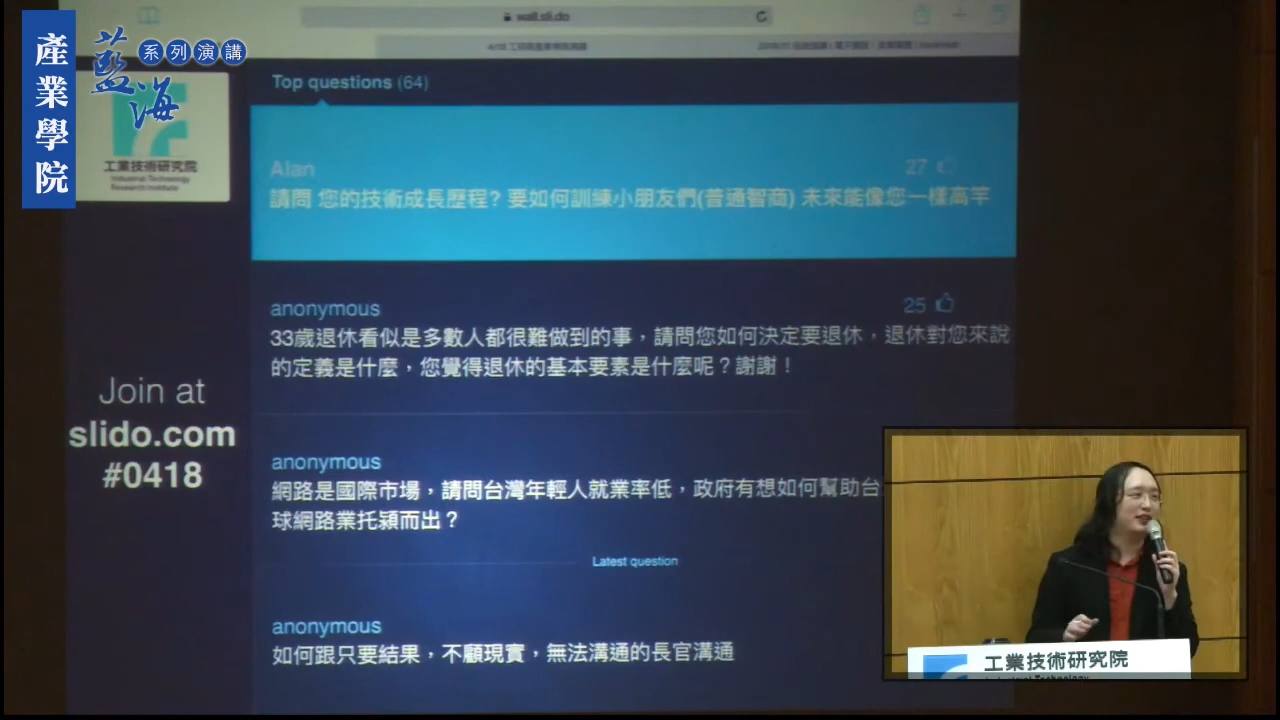 產業學院
藍海
系列演講
工業技術研究院
Industrial Technology
Research Institute
wall.sli.do
Top questions (64)
Alan
27
請問 您的技術成長歷程? 要如何訓練小朋友們(普通智商) 未來能像您一樣高竿
anonymous
25
33歲退休看似是多數人都很難做到的事，請問您如何決定要退休，退休對您來說
的定義是什麼，您覺得退休的基本要素是什麼呢？謝謝！
Join at
slido.com
#0418
anonymous
網路是國際市場，請問台灣年輕人就業率低，政府有想如何幫助台
球網路業托穎而出？
Latest question
anonymous
如何跟只要結果，不顧現實，無法溝通的長官溝通
工業技術研究院